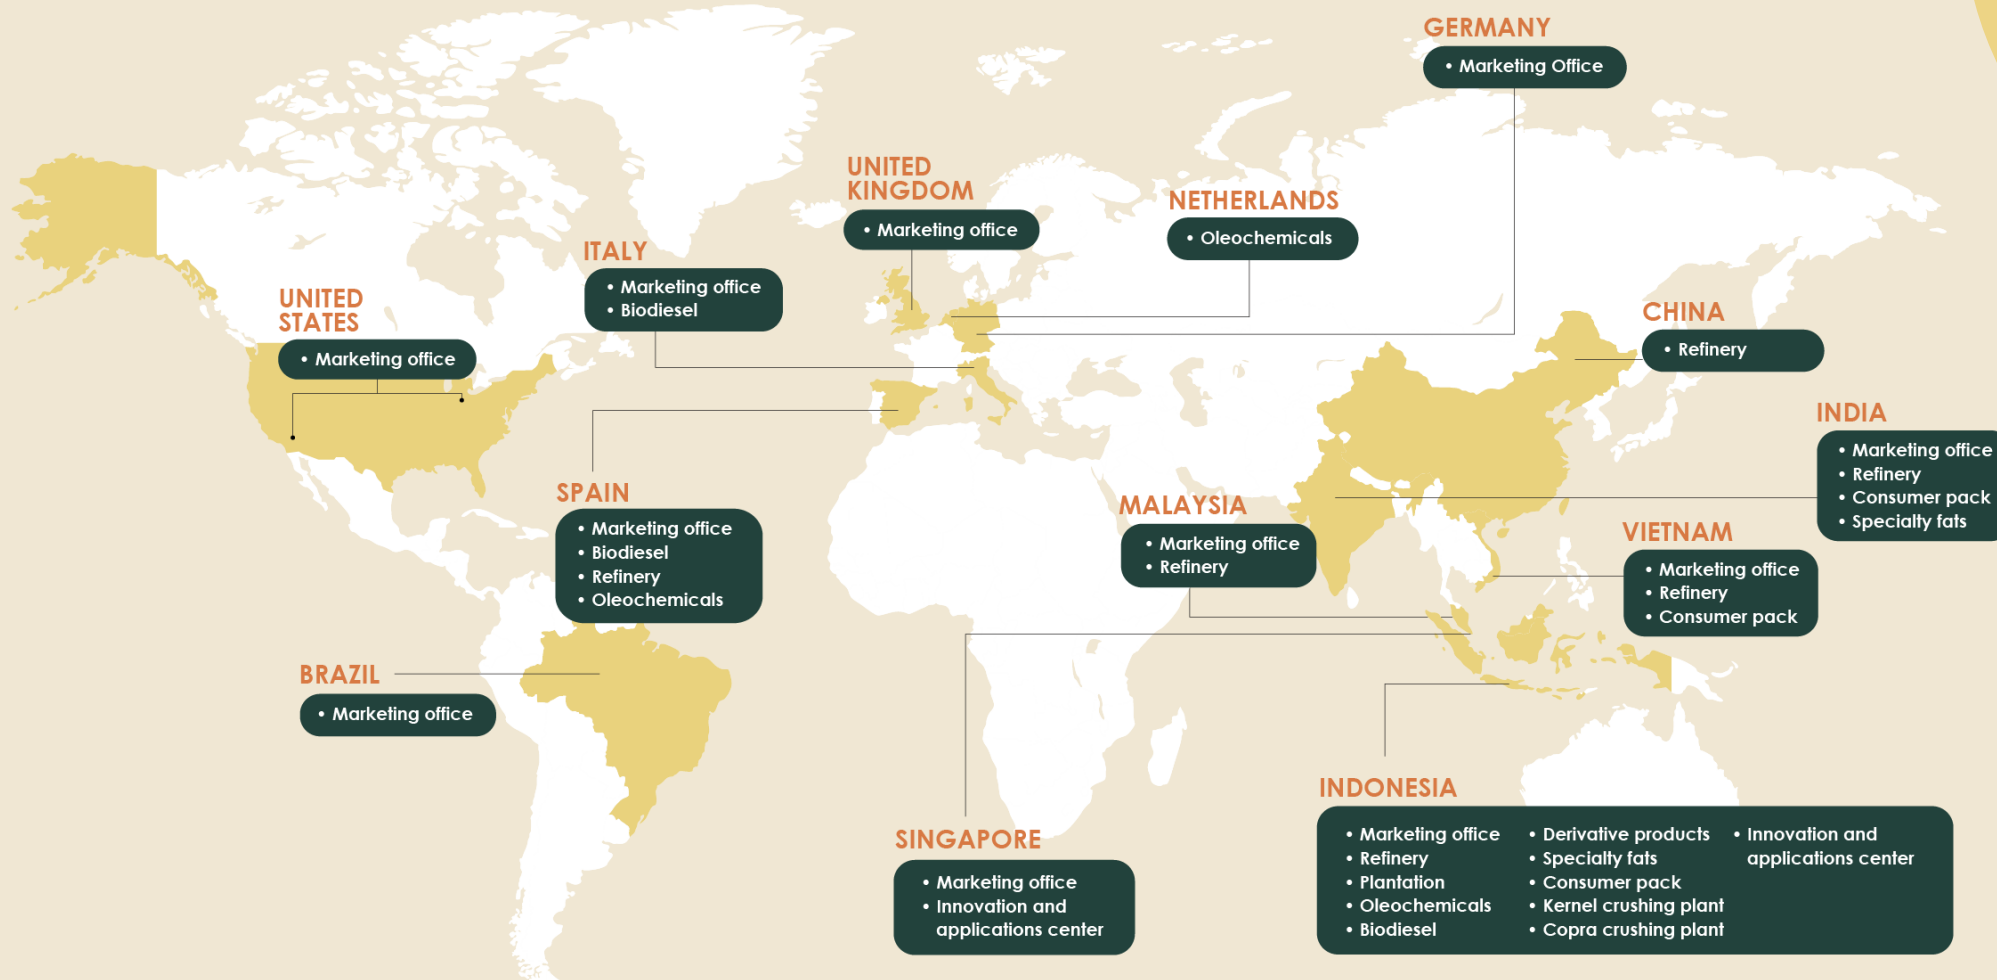 GERMANY
• Marketing Office
UNITED
KINGDOM
• Marketing office
NETHERLANDS
• Oleochemicals
ITALY
• Marketing office
• Biodiesel
UNITED
STATES
• Marketing office
CHINA
• Refinery
INDIA
• Marketing office
• Refinery
• Consumer pack
• Specialty fats
SPAIN
• Marketing office
• Biodiesel
• Refinery
• Oleochemicals
MALAYSIA
• Marketing office
• Refinery
VIETNAM
• Marketing office
• Refinery
• Consumer pack
BRAZIL
• Marketing office
SINGAPORE
• Marketing office
• Innovation and
applications center
INDONESIA
• Marketing office
• Refinery
• Plantation
• Oleochemicals
• Biodiesel
• Derivative products
• Specialty fats
• Consumer pack
• Kernel crushing plant
• Copra crushing plant
• Innovation and
applications center